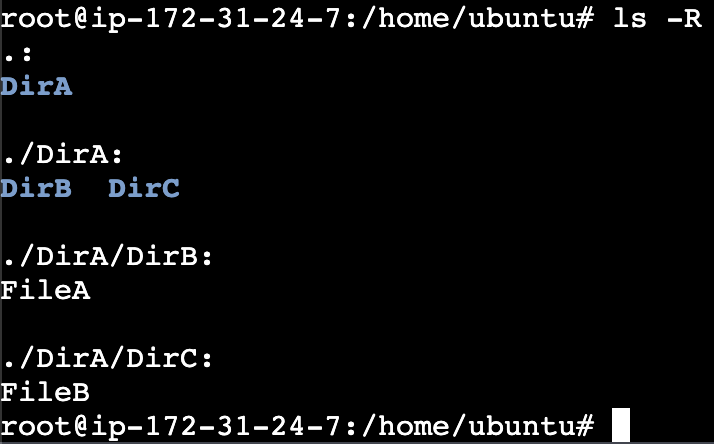 root@ip-172-31-24-7:/home/ubuntu# ls -R
.:
DirA
./DirA:
DirB  DirC
./DirA/DirB:
FileA
./DirA/DirC:
FileB
root@ip-172-31-24-7:/home/ubuntu#